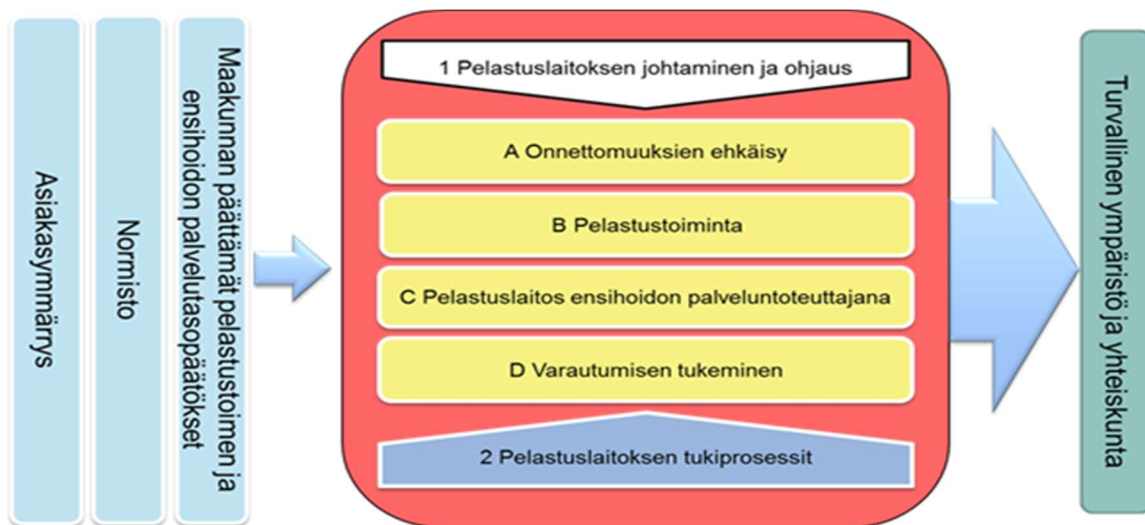 Asiakasymmärrys
Normisto
Maakunnan päättämät pelastustoimen ja
ensihoidon palvelutasopäätökset
1 Pelastuslaitoksen johtaminen ja ohjaus
A Onnettomuuksien ehkäisy
B Pelastustoiminta
C Pelastuslaitos ensihoidon palveluntoteuttajana
D Varautumisen tukeminen
2 Pelastuslaitoksen tukiprosessit
Turvallinen ympäristö ja yhteiskunta